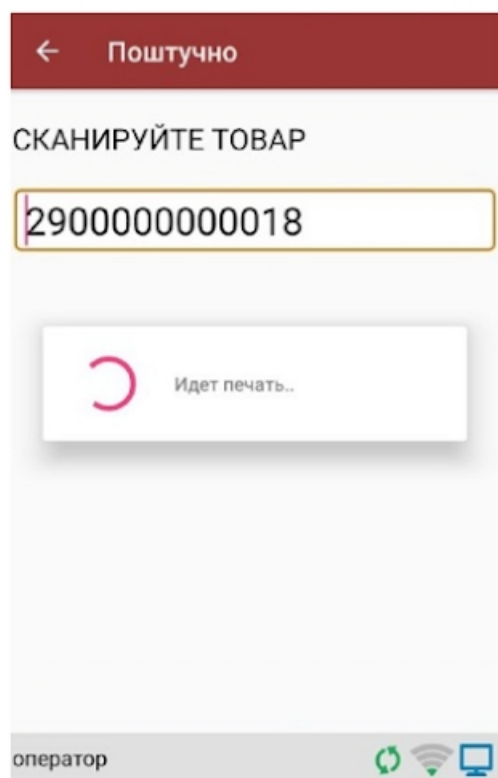 Поштучно
СКАНИРУЙТЕ ТОВАР
2900000000018
Идет печать..
оператор